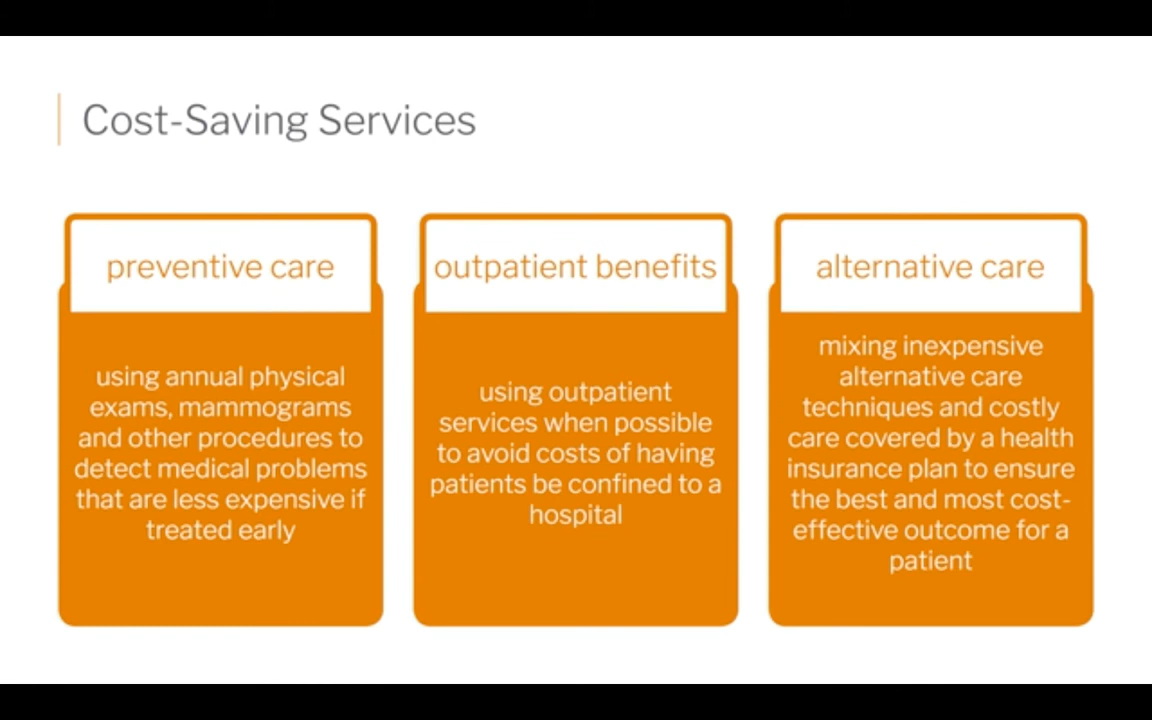 Cost-Saving Services
preventive care
using annual physical
exams, mammograms
and other procedures to
detect medical problems
that are less expensive if
treated early
outpatient benefits
using outpatient
services when possible
to avoid costs of having
patients be confined to a
hospital
alternative care
mixing inexpensive
alternative care
techniques and costly
care covered by a health
insurance plan to ensure
the best and most cost-
effective outcome for a
patient